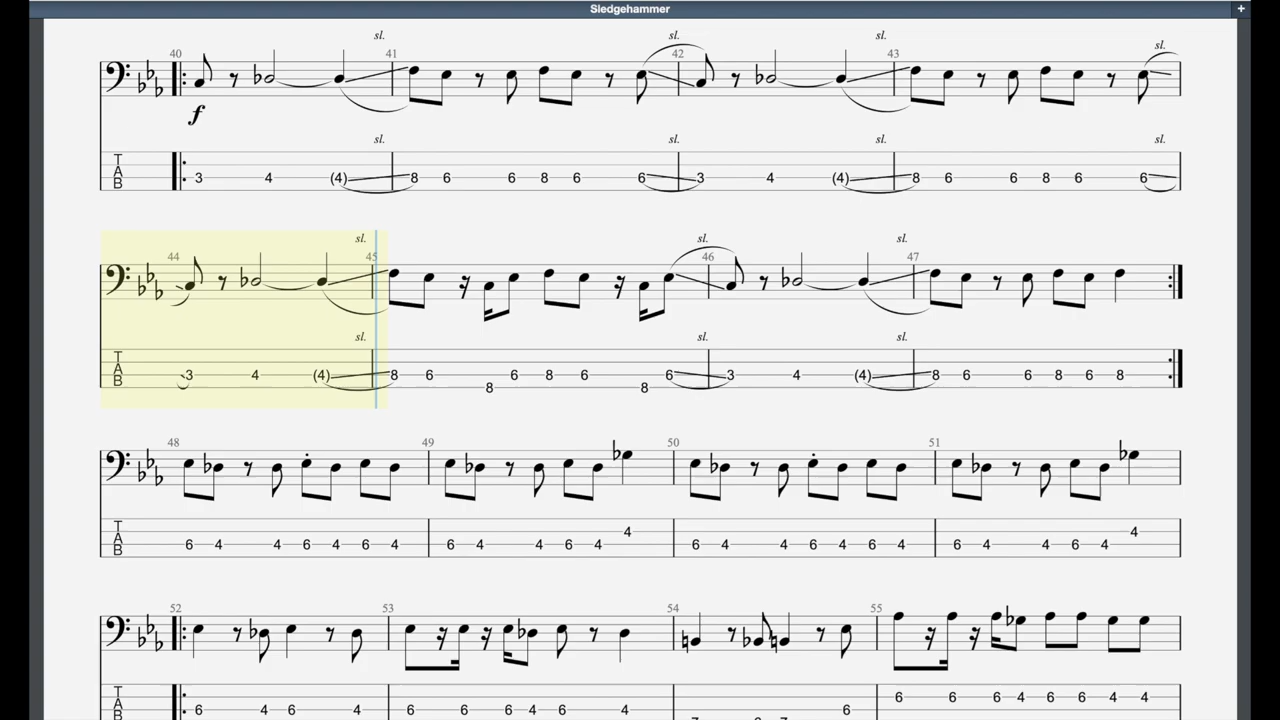 Sledgehammer +
sl. sl. sl. sl.
40 41 42 43
f
sl. sl. sl. sl.
T
A
B
3 4 (4) 8 6 6 8 6 6 3 4 (4) 8 6 6 8 6 6
sl. sl. sl.
44 45 46 47
sl. sl. sl.
T
A
B
3 4 (4) 8 6 8 6 8 6 8 6 3 4 (4) 8 6 6 8 6 8
48 49 50 51
T
A
B
6 4 4 6 4 6 4 6 4 4 6 4 4 6 4 4 6 4 6 4 6 4 4 6 4 4
52 53 54 55
T
A
B
6 4 6 4 6 6 6 4 6 4 6 6 6 6 4 6 6 4 4